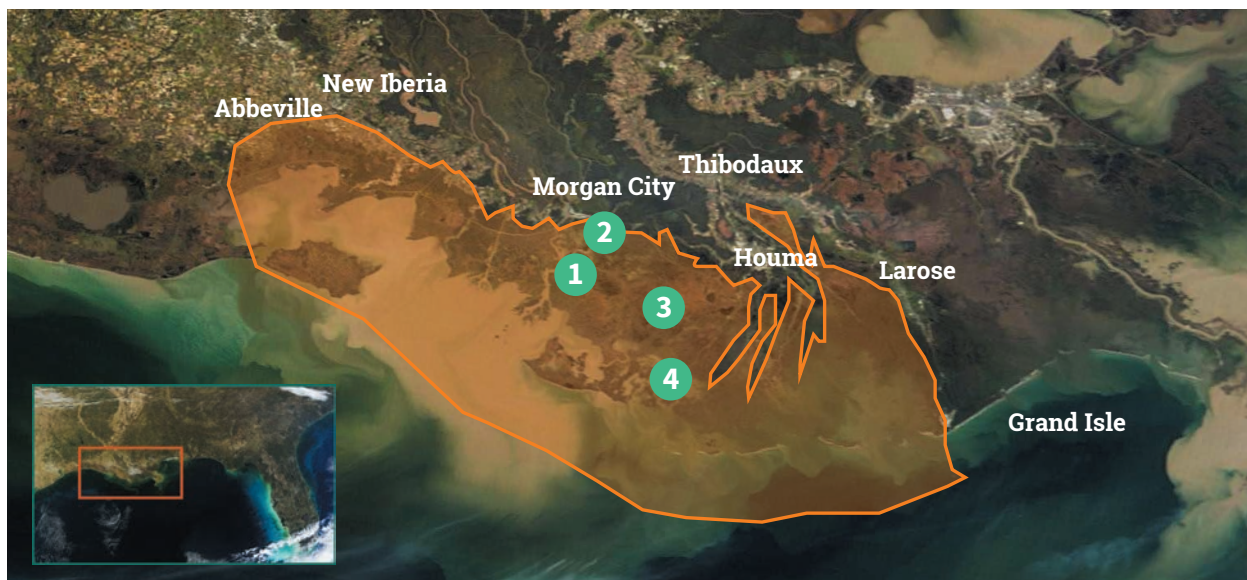 New Iberia
Abbeville
Thibodaux
Morgan City
2
Houma
Larose
1
3
4
Grand Isle